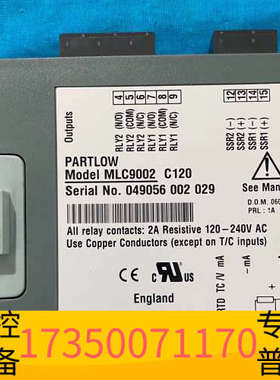 Outputs
4 RLY2 (N/O)
5 RLY2 (COM)
6 RLY2 (N/C)
7 RLY1 (N/O)
8 RLY1 (COM)
9 RLY1 (N/C)
12 SSR2 (-)
13 SSR2 (+)
14 SSR1 (-)
15 SSR1 (+)
PARTLOW
Model MLC9002 C120
Serial No. 049056 002 029
See Man
D.O.M. 060
PRL : 1A
All relay contacts: 2A Resistive 120-240V AC
Use Copper Conductors (except on T/C inputs)
C UL US
CE
England
RTD TC / V mA
控
专
17350071170
备